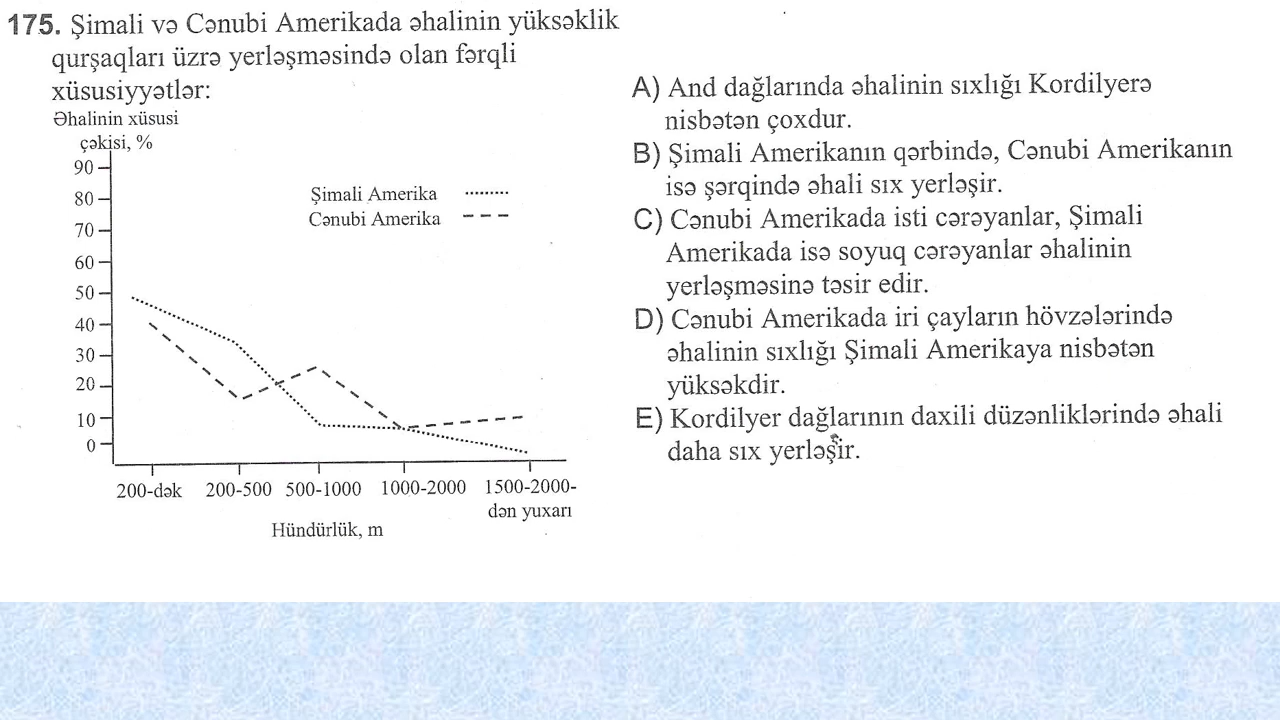 175. Şimali və Cənubi Amerikada əhalinin yüksəklik
qurşaqları üzrə yerləşməsində olan fərqli
xüsusiyyətlər:
Əhalinin xüsusi
çəkisi, %
90
80
70
60
50
40
30
20
10
0
Şimali Amerika
Cənubi Amerika
200-dək 200-500 500-1000 1000-2000 1500-2000-
dən yuxarı
Hündürlük, m
A) And dağlarında əhalinin sıxlığı Kordilyerə
nisbətən çoxdur.
B) Şimali Amerikanın qərbində, Cənubi Amerikanın
isə şərqində əhali sıx yerləşir.
C) Cənubi Amerikada isti cərəyanlar, Şimali
Amerikada isə soyuq cərəyanlar əhalinin
yerləşməsinə təsir edir.
D) Cənubi Amerikada iri çayların hövzələrində
əhalinin sıxlığı Şimali Amerikaya nisbətən
yüksəkdir.
E) Kordilyer dağlarının daxili düzənliklərində əhali
daha sıx yerləşir.